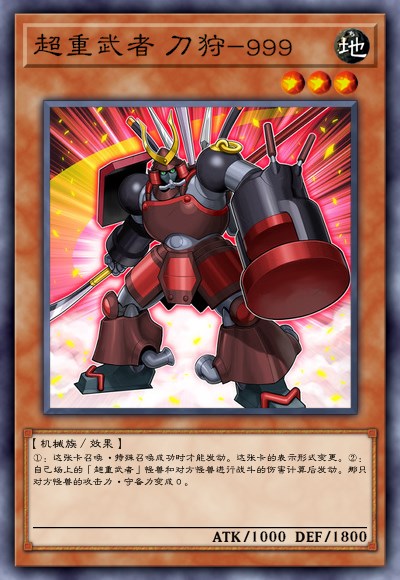 超重武者 刀狩-999
地
【机械族/效果】
①：这张卡召唤·特殊召唤成功时才能发动。这张卡的表示形式变更。②：
自己场上的「超重武者」怪兽和对方怪兽进行战斗的伤害计算后发动。那只
对方怪兽的攻击力·守备力变成０。
ATK/1000 DEF/1800